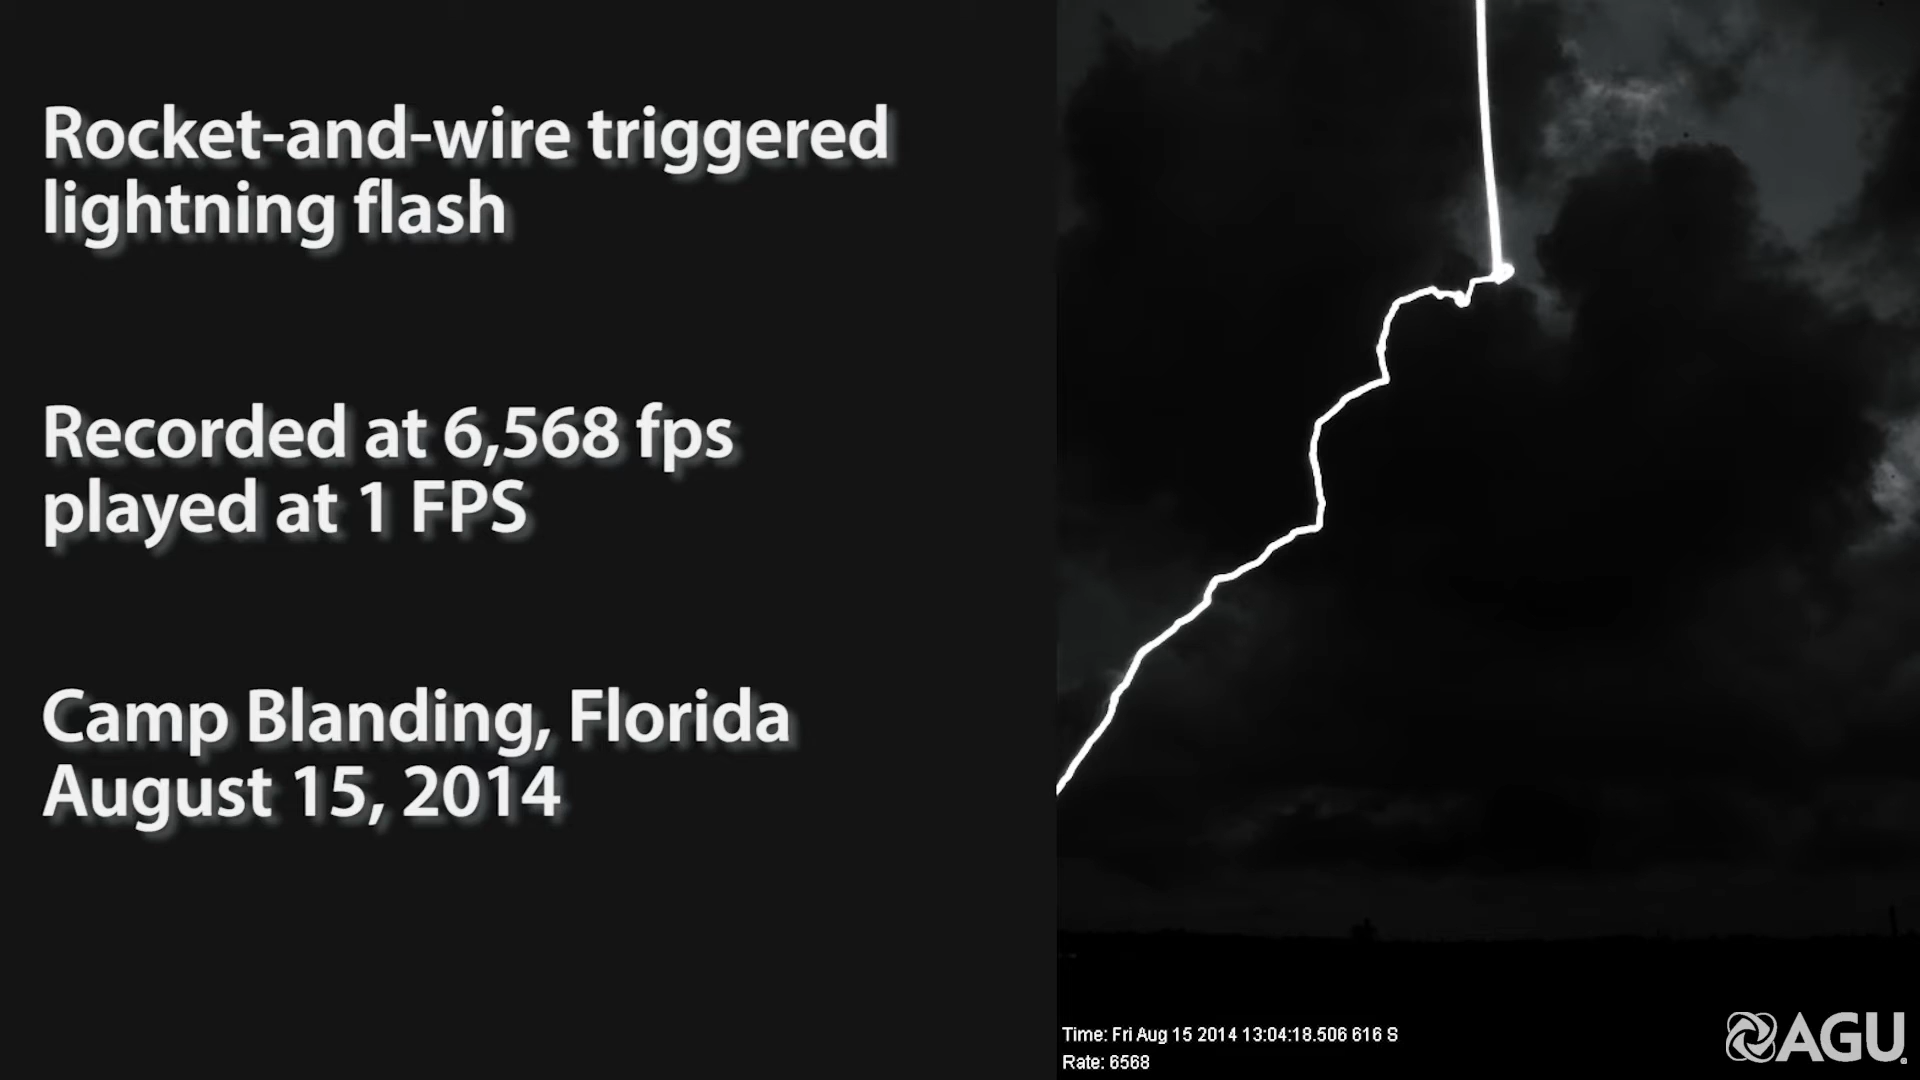 Rocket-and-wire triggered
lightning flash
Recorded at 6,568 fps
played at 1 FPS
Camp Blanding, Florida
August 15, 2014
Time: Fri Aug 15 2014 13:04:18.506 616 S
Rate: 6568
AGU